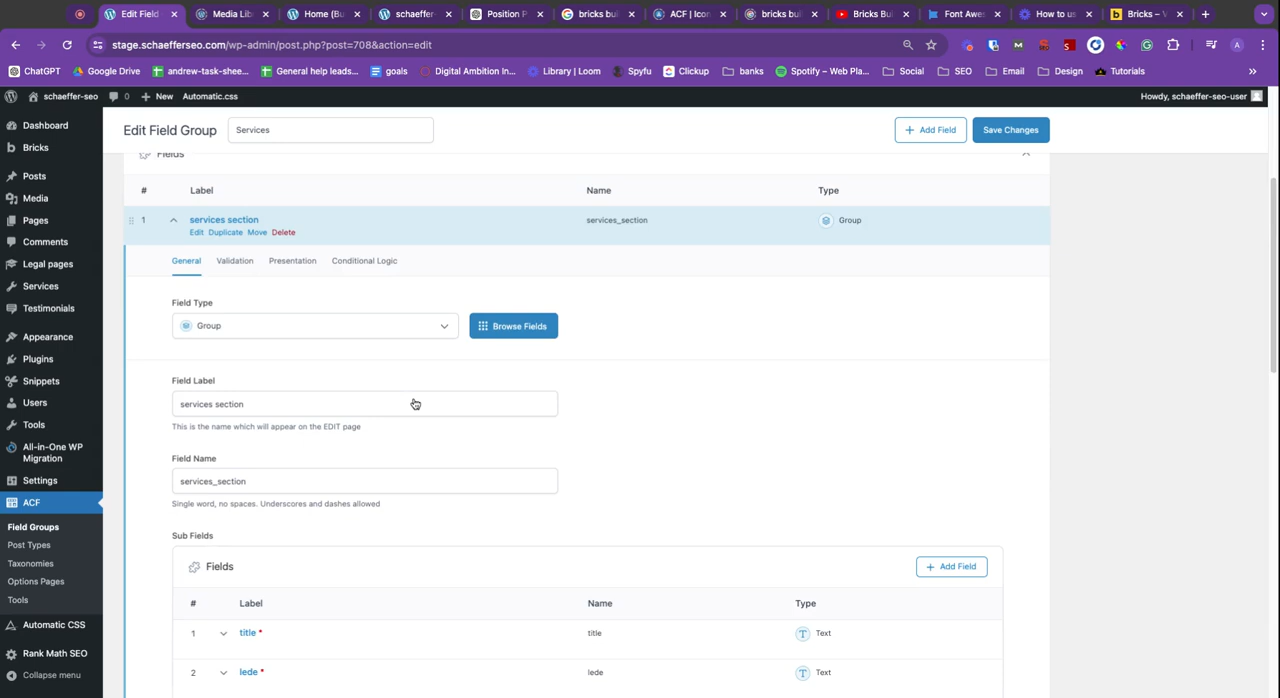 Edit Field
Media Lib
Home (Bu
schaeffer-
Position P
bricks bui
ACF | Icon
bricks bui
Bricks Bui
Font Awes
How to us
Bricks – V
stage.schaefferseo.com/wp-admin/post.php?post=708&action=edit
ChatGPT
Google Drive
andrew-task-shee...
General help leads...
goals
Digital Ambition In...
Library | Loom
Spyfu
Clickup
banks
Spotify – Web Pla...
Social
SEO
Email
Design
Tutorials
schaeffer-seo
0
New
Automatic.css
Howdy, schaeffer-seo-user
Dashboard
Bricks
Posts
Media
Pages
Comments
Legal pages
Services
Testimonials
Appearance
Plugins
Snippets
Users
Tools
All-in-One WP
Migration
Settings
ACF
Field Groups
Post Types
Taxonomies
Options Pages
Tools
Automatic CSS
Rank Math SEO
Collapse menu
Edit Field Group
Services
+ Add Field
Save Changes
Fields
# Label Name Type
1 services section services_section Group
Edit Duplicate Move Delete
General Validation Presentation Conditional Logic
Field Type
Group
Browse Fields
Field Label
services section
This is the name which will appear on the EDIT page
Field Name
services_section
Single word, no spaces. Underscores and dashes allowed
Sub Fields
Fields
+ Add Field
# Label Name Type
1 title * title T Text
2 lede * lede T Text